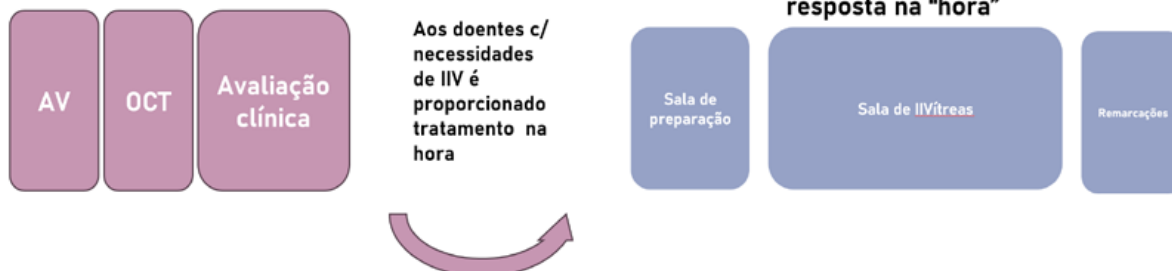 AV
OCT
Avaliação
clínica
Aos doentes c/
necessidades
de IIV é
proporcionado
tratamento na
hora
resposta na "hora"
Sala de
preparação
Sala de IIVítreas
Remarcações